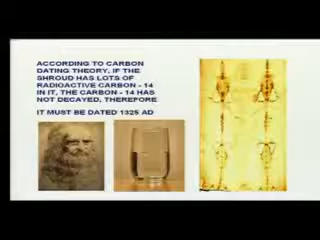 ACCORDING TO CARBON
DATING THEORY, IF THE
SHROUD HAS LOTS OF
RADIOACTIVE CARBON - 14
IN IT, THE CARBON - 14 HAS
NOT DECAYED, THEREFORE
IT MUST BE DATED 1325 AD